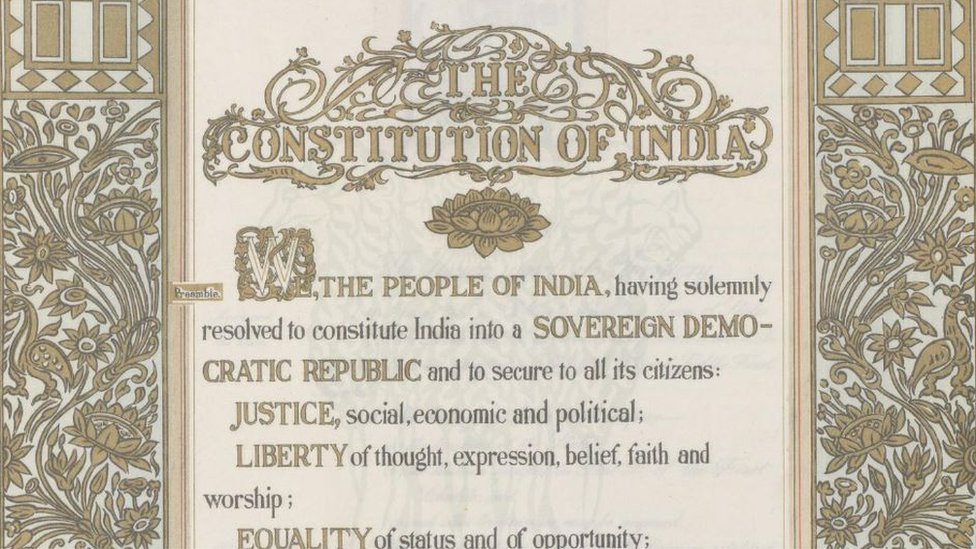 THE
CONSTITUTION OF INDIA
Preamble.
WE, THE PEOPLE OF INDIA, having solemnly
resolved to constitute India into a SOVEREIGN DEMO-
CRATIC REPUBLIC and to secure to all its citizens:
JUSTICE, social, economic and political;
LIBERTY of thought, expression, belief, faith and
worship;
EQUALITY of status and of opportunity;